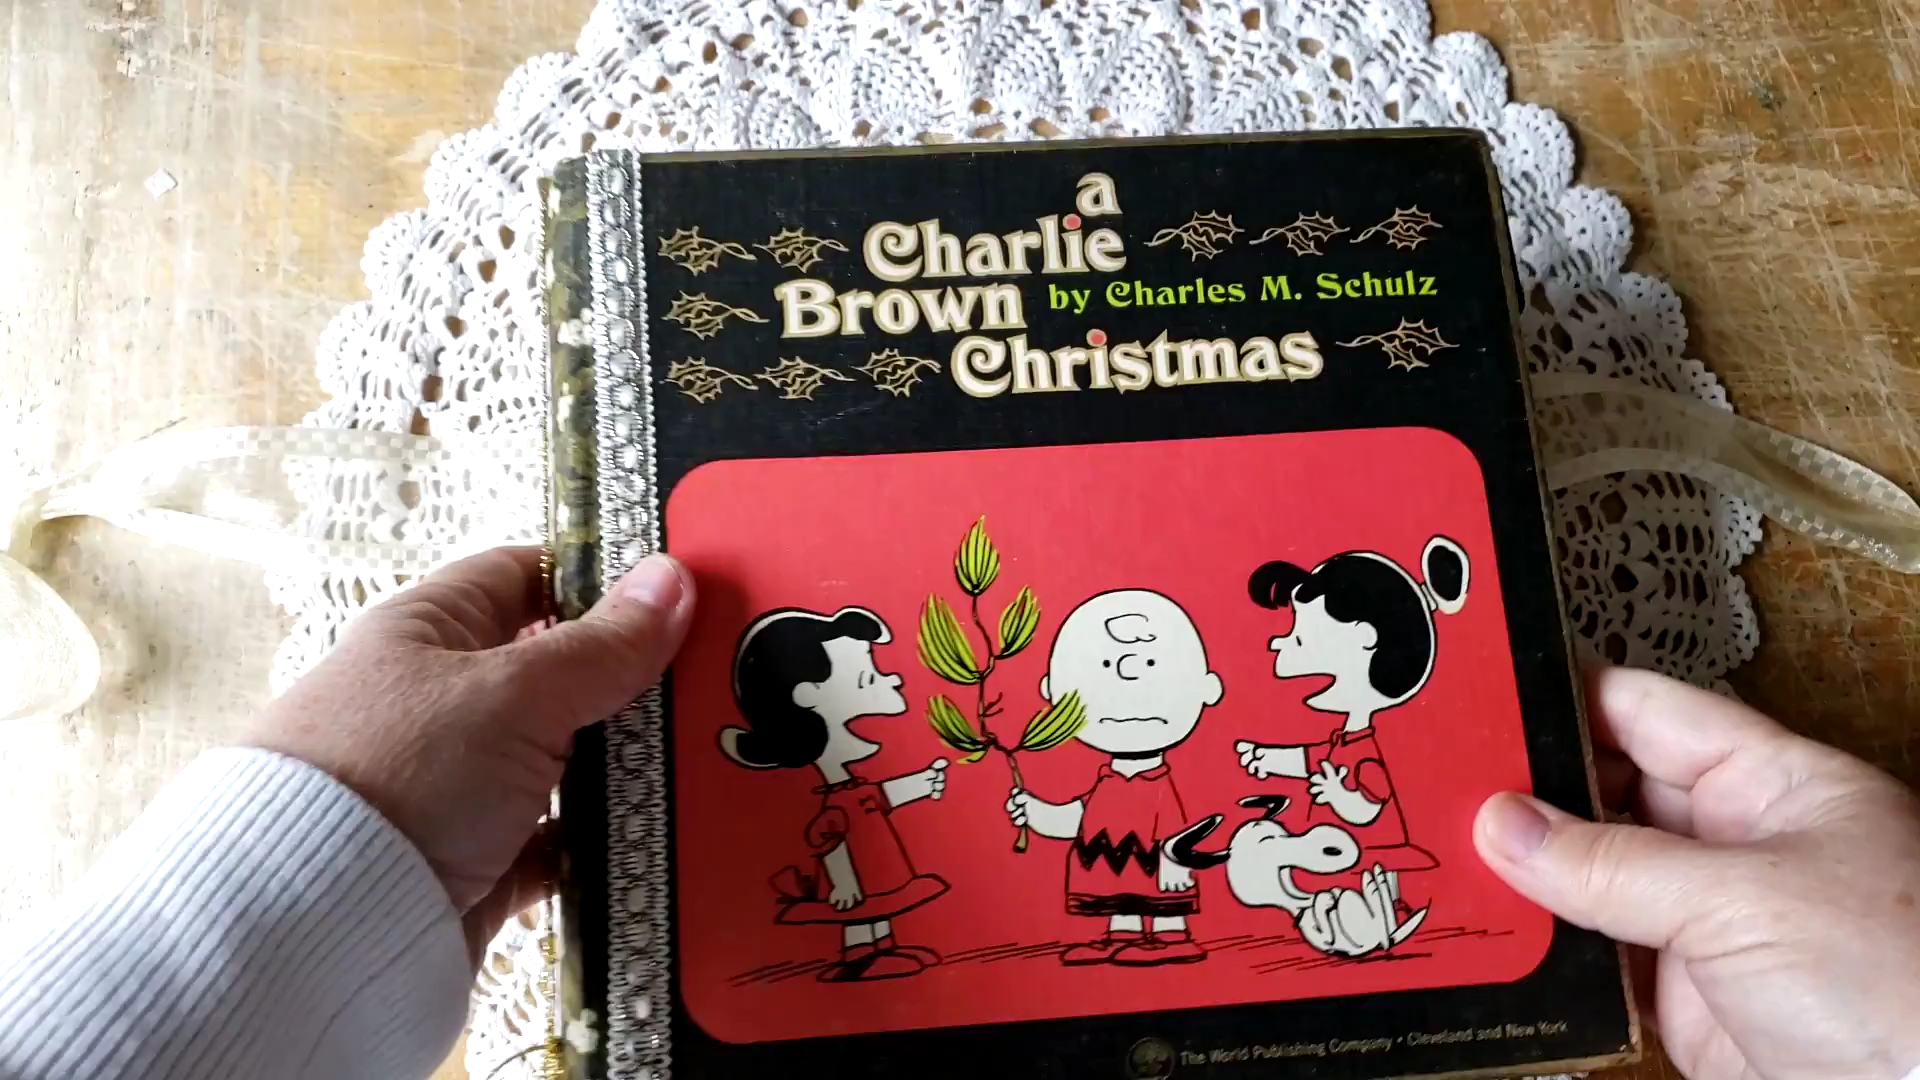 a
Charlie
Brown
by Charles M. Schulz
Christmas
The World Publishing Company • Cleveland and New York